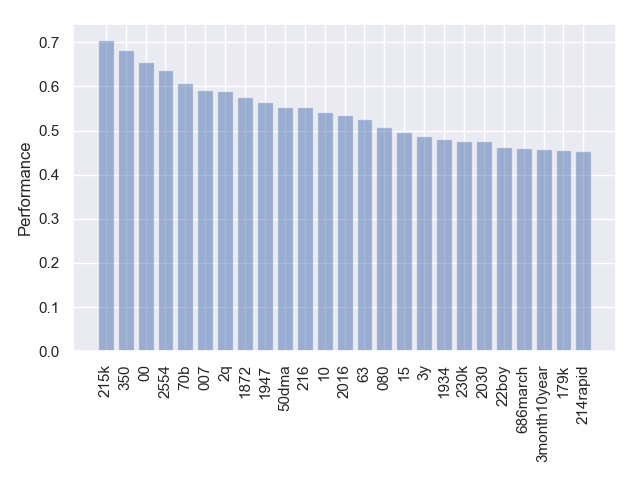 0.7
0.6
0.5
0.4
0.3
0.2
0.1
0.0
Performance
215k
350
00
2554
70b
007
2q
1872
1947
50dma
216
10
2016
63
080
15
3y
1934
230k
2030
22boy
686march
3month10year
179k
214rapid